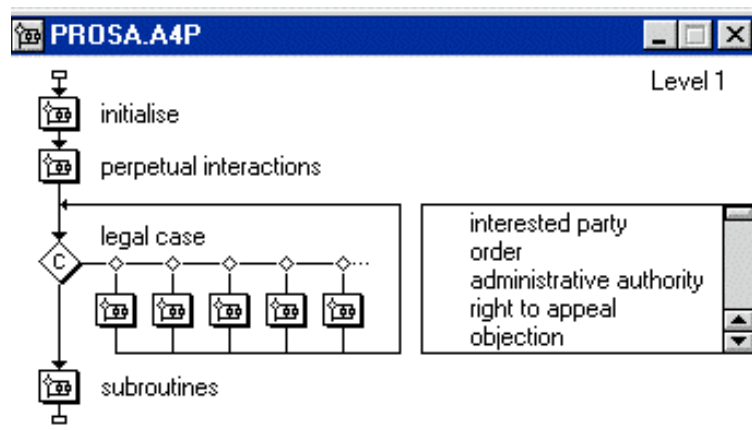 PROSA.A4P
Level 1
initialise
perpetual interactions
legal case
C
interested party
order
administrative authority
right to appeal
objection
subroutines